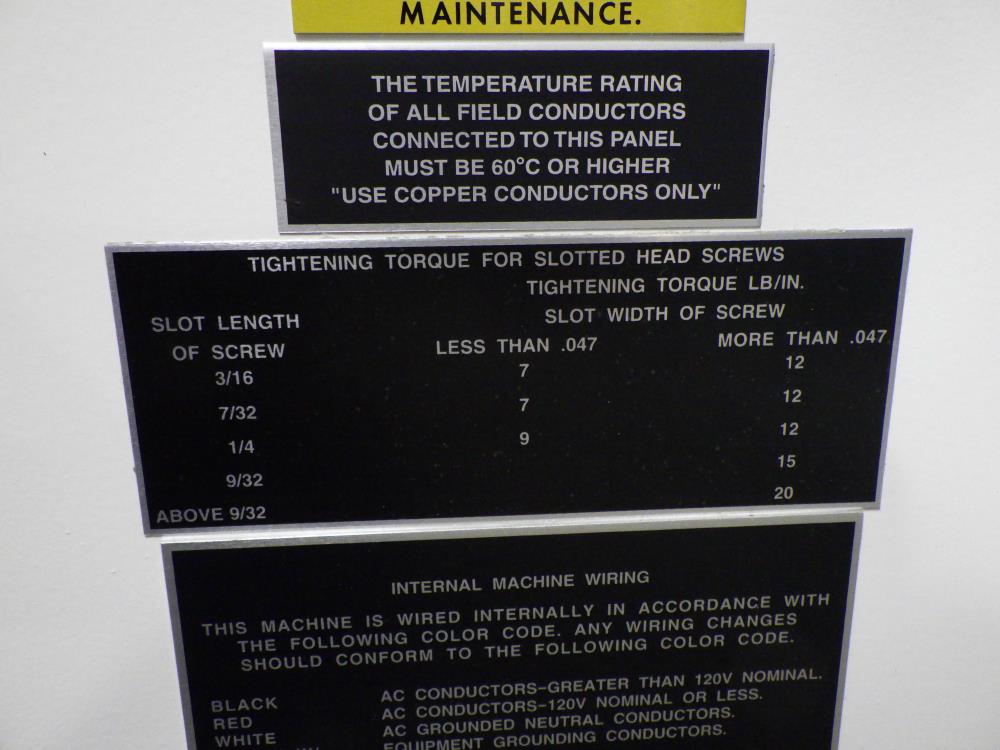 MAINTENANCE.
THE TEMPERATURE RATING
OF ALL FIELD CONDUCTORS
CONNECTED TO THIS PANEL
MUST BE 60°C OR HIGHER
"USE COPPER CONDUCTORS ONLY"
TIGHTENING TORQUE FOR SLOTTED HEAD SCREWS
TIGHTENING TORQUE LB/IN.
SLOT LENGTH SLOT WIDTH OF SCREW
OF SCREW LESS THAN .047 MORE THAN .047
3/16 7 12
7/32 7 12
1/4 9 12
9/32 15
ABOVE 9/32 20
INTERNAL MACHINE WIRING
THIS MACHINE IS WIRED INTERNALLY IN ACCORDANCE WITH
THE FOLLOWING COLOR CODE. ANY WIRING CHANGES
SHOULD CONFORM TO THE FOLLOWING COLOR CODE.
BLACK AC CONDUCTORS-GREATER THAN 120V NOMINAL.
RED AC CONDUCTORS-120V NOMINAL OR LESS.
WHITE AC GROUNDED NEUTRAL CONDUCTORS.
EQUIPMENT GROUNDING CONDUCTORS.